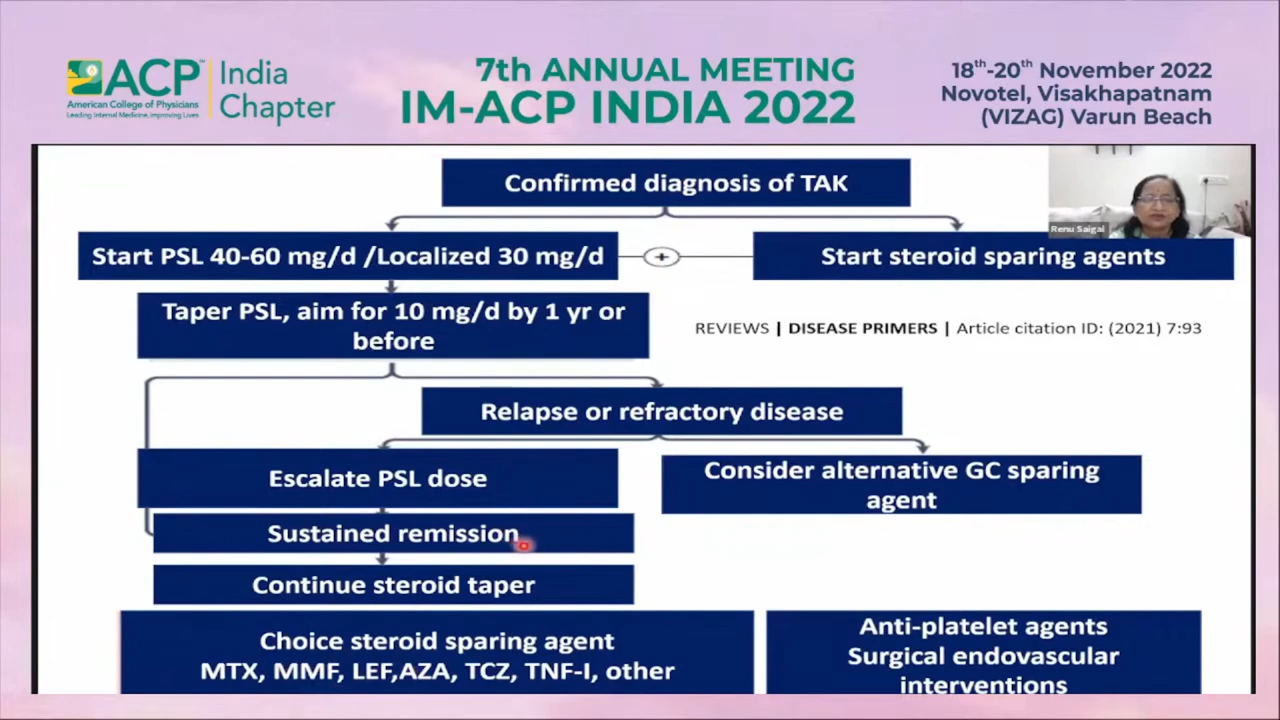 ACP™
American College of Physicians
Leading Internal Medicine, Improving Lives
India
Chapter
7th ANNUAL MEETING
IM-ACP INDIA 2022
18th-20th November 2022
Novotel, Visakhapatnam
(VIZAG) Varun Beach
Confirmed diagnosis of TAK
Renu Saigal
Start PSL 40-60 mg/d /Localized 30 mg/d
+
Start steroid sparing agents
Taper PSL, aim for 10 mg/d by 1 yr or
before
REVIEWS | DISEASE PRIMERS | Article citation ID: (2021) 7:93
Relapse or refractory disease
Escalate PSL dose
Consider alternative GC sparing
agent
Sustained remission
Continue steroid taper
Choice steroid sparing agent
MTX, MMF, LEF,AZA, TCZ, TNF-I, other
Anti-platelet agents
Surgical endovascular
interventions